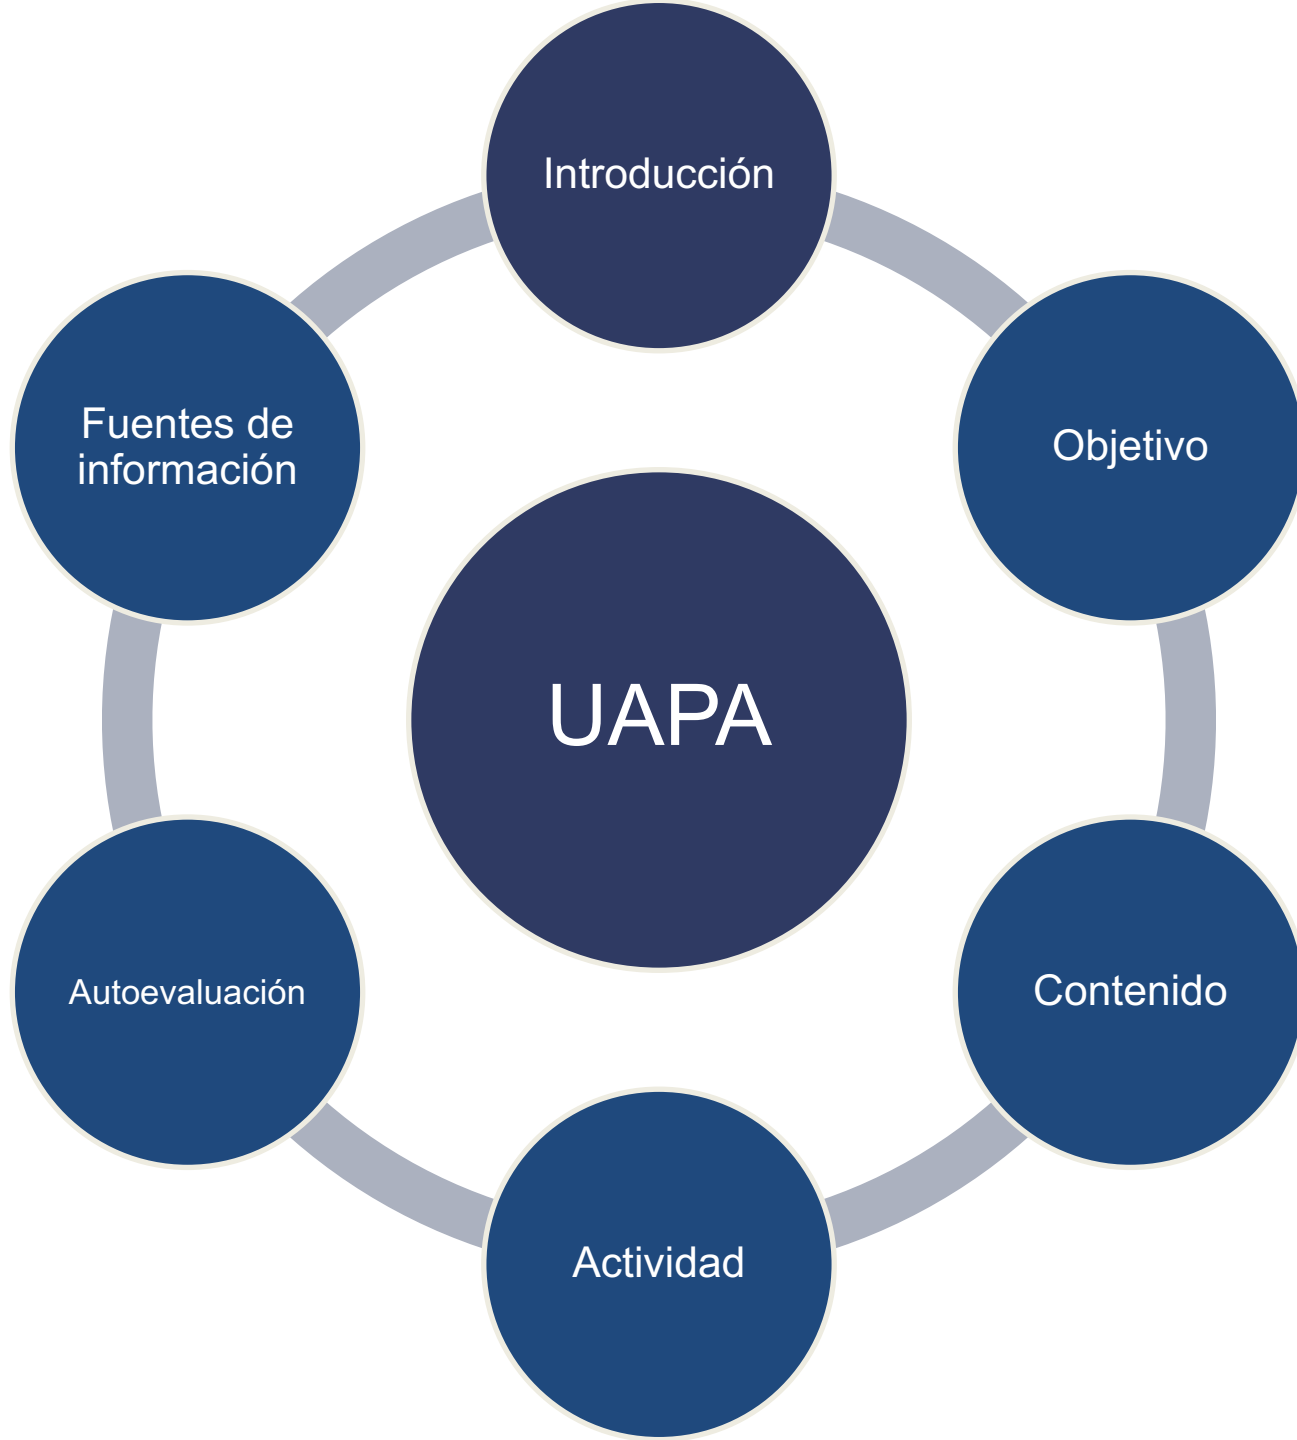 Introducción
Objetivo
Contenido
Actividad
Autoevaluación
Fuentes de
información
UAPA